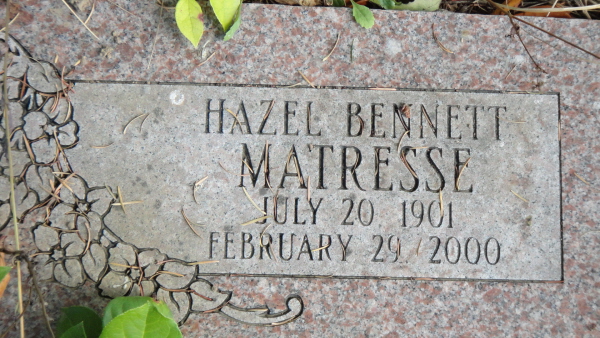 HAZEL BENNETT
MATRESSE
JULY 20 1901
FEBRUARY 29 2000